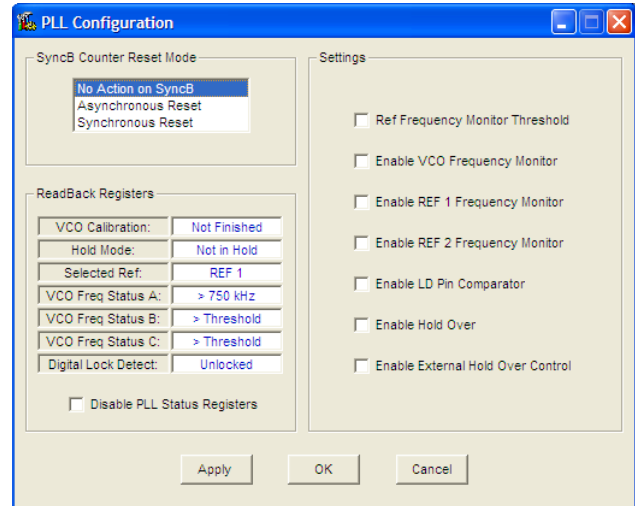 PLL Configuration
SyncB Counter Reset Mode
No Action on SyncB
Asynchronous Reset
Synchronous Reset
ReadBack Registers
VCO Calibration: Not Finished
Hold Mode: Not in Hold
Selected Ref: REF 1
VCO Freq Status A: > 750 kHz
VCO Freq Status B: > Threshold
VCO Freq Status C: > Threshold
Digital Lock Detect: Unlocked
Disable PLL Status Registers
Settings
Ref Frequency Monitor Threshold
Enable VCO Frequency Monitor
Enable REF 1 Frequency Monitor
Enable REF 2 Frequency Monitor
Enable LD Pin Comparator
Enable Hold Over
Enable External Hold Over Control
Apply OK Cancel